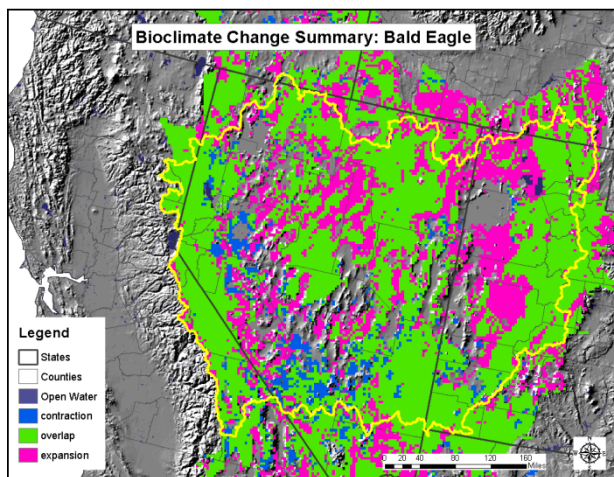 Bioclimate Change Summary: Bald Eagle
Legend
States
Counties
Open Water
contraction
overlap
expansion
0 20 40 80 120 160
Miles